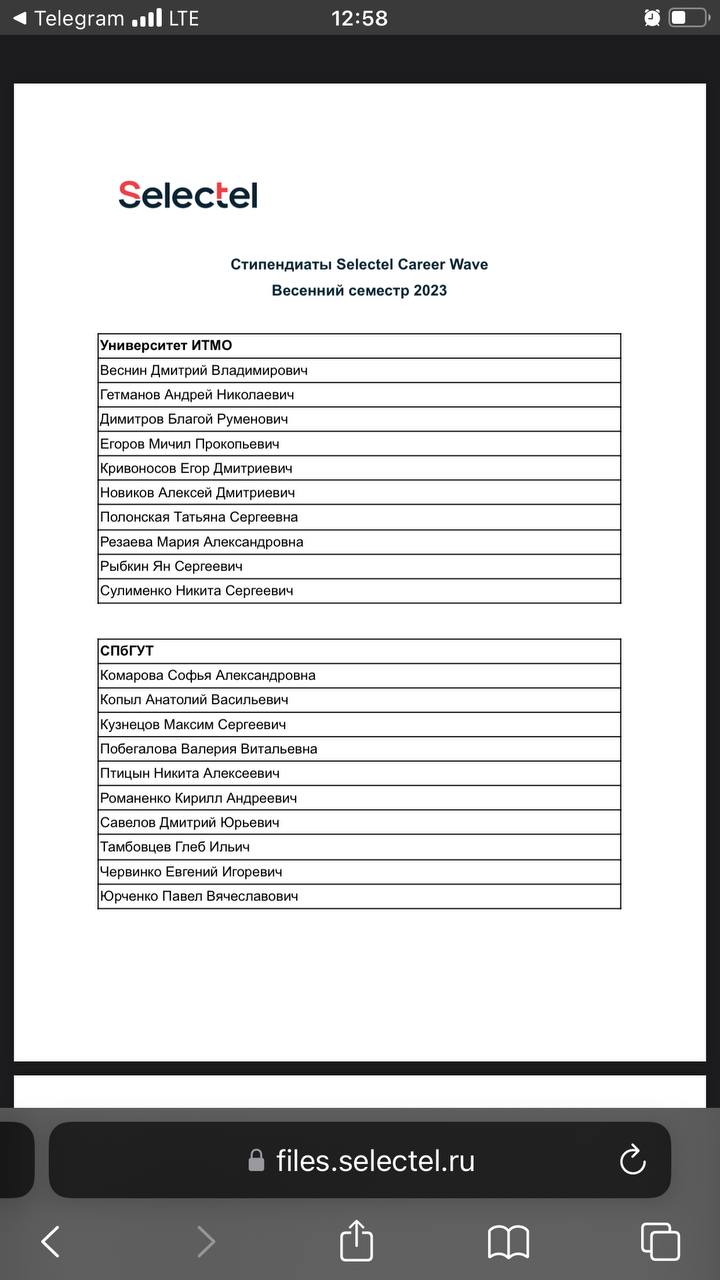 Telegram LTE 12:58
Selectel
Стипендиаты Selectel Career Wave
Весенний семестр 2023
Университет ИТМО
Веснин Дмитрий Владимирович
Гетманов Андрей Николаевич
Димитров Благой Руменович
Егоров Мичил Прокопьевич
Кривоносов Егор Дмитриевич
Новиков Алексей Дмитриевич
Полонская Татьяна Сергеевна
Резаева Мария Александровна
Рыбкин Ян Сергеевич
Сулименко Никита Сергеевич
СПбГУТ
Комарова Софья Александровна
Копыл Анатолий Васильевич
Кузнецов Максим Сергеевич
Побегалова Валерия Витальевна
Птицын Никита Алексеевич
Романенко Кирилл Андреевич
Савелов Дмитрий Юрьевич
Тамбовцев Глеб Ильич
Червинко Евгений Игоревич
Юрченко Павел Вячеславович
files.selectel.ru